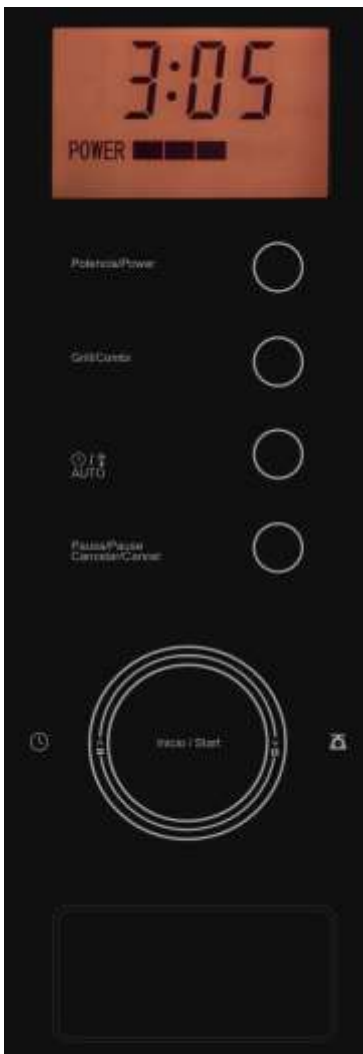 3:05
POWER
Potencia/Power
Grill/Combi
AUTO
Pausa/Pause
Cancelar/Cancel
Inicio / Start